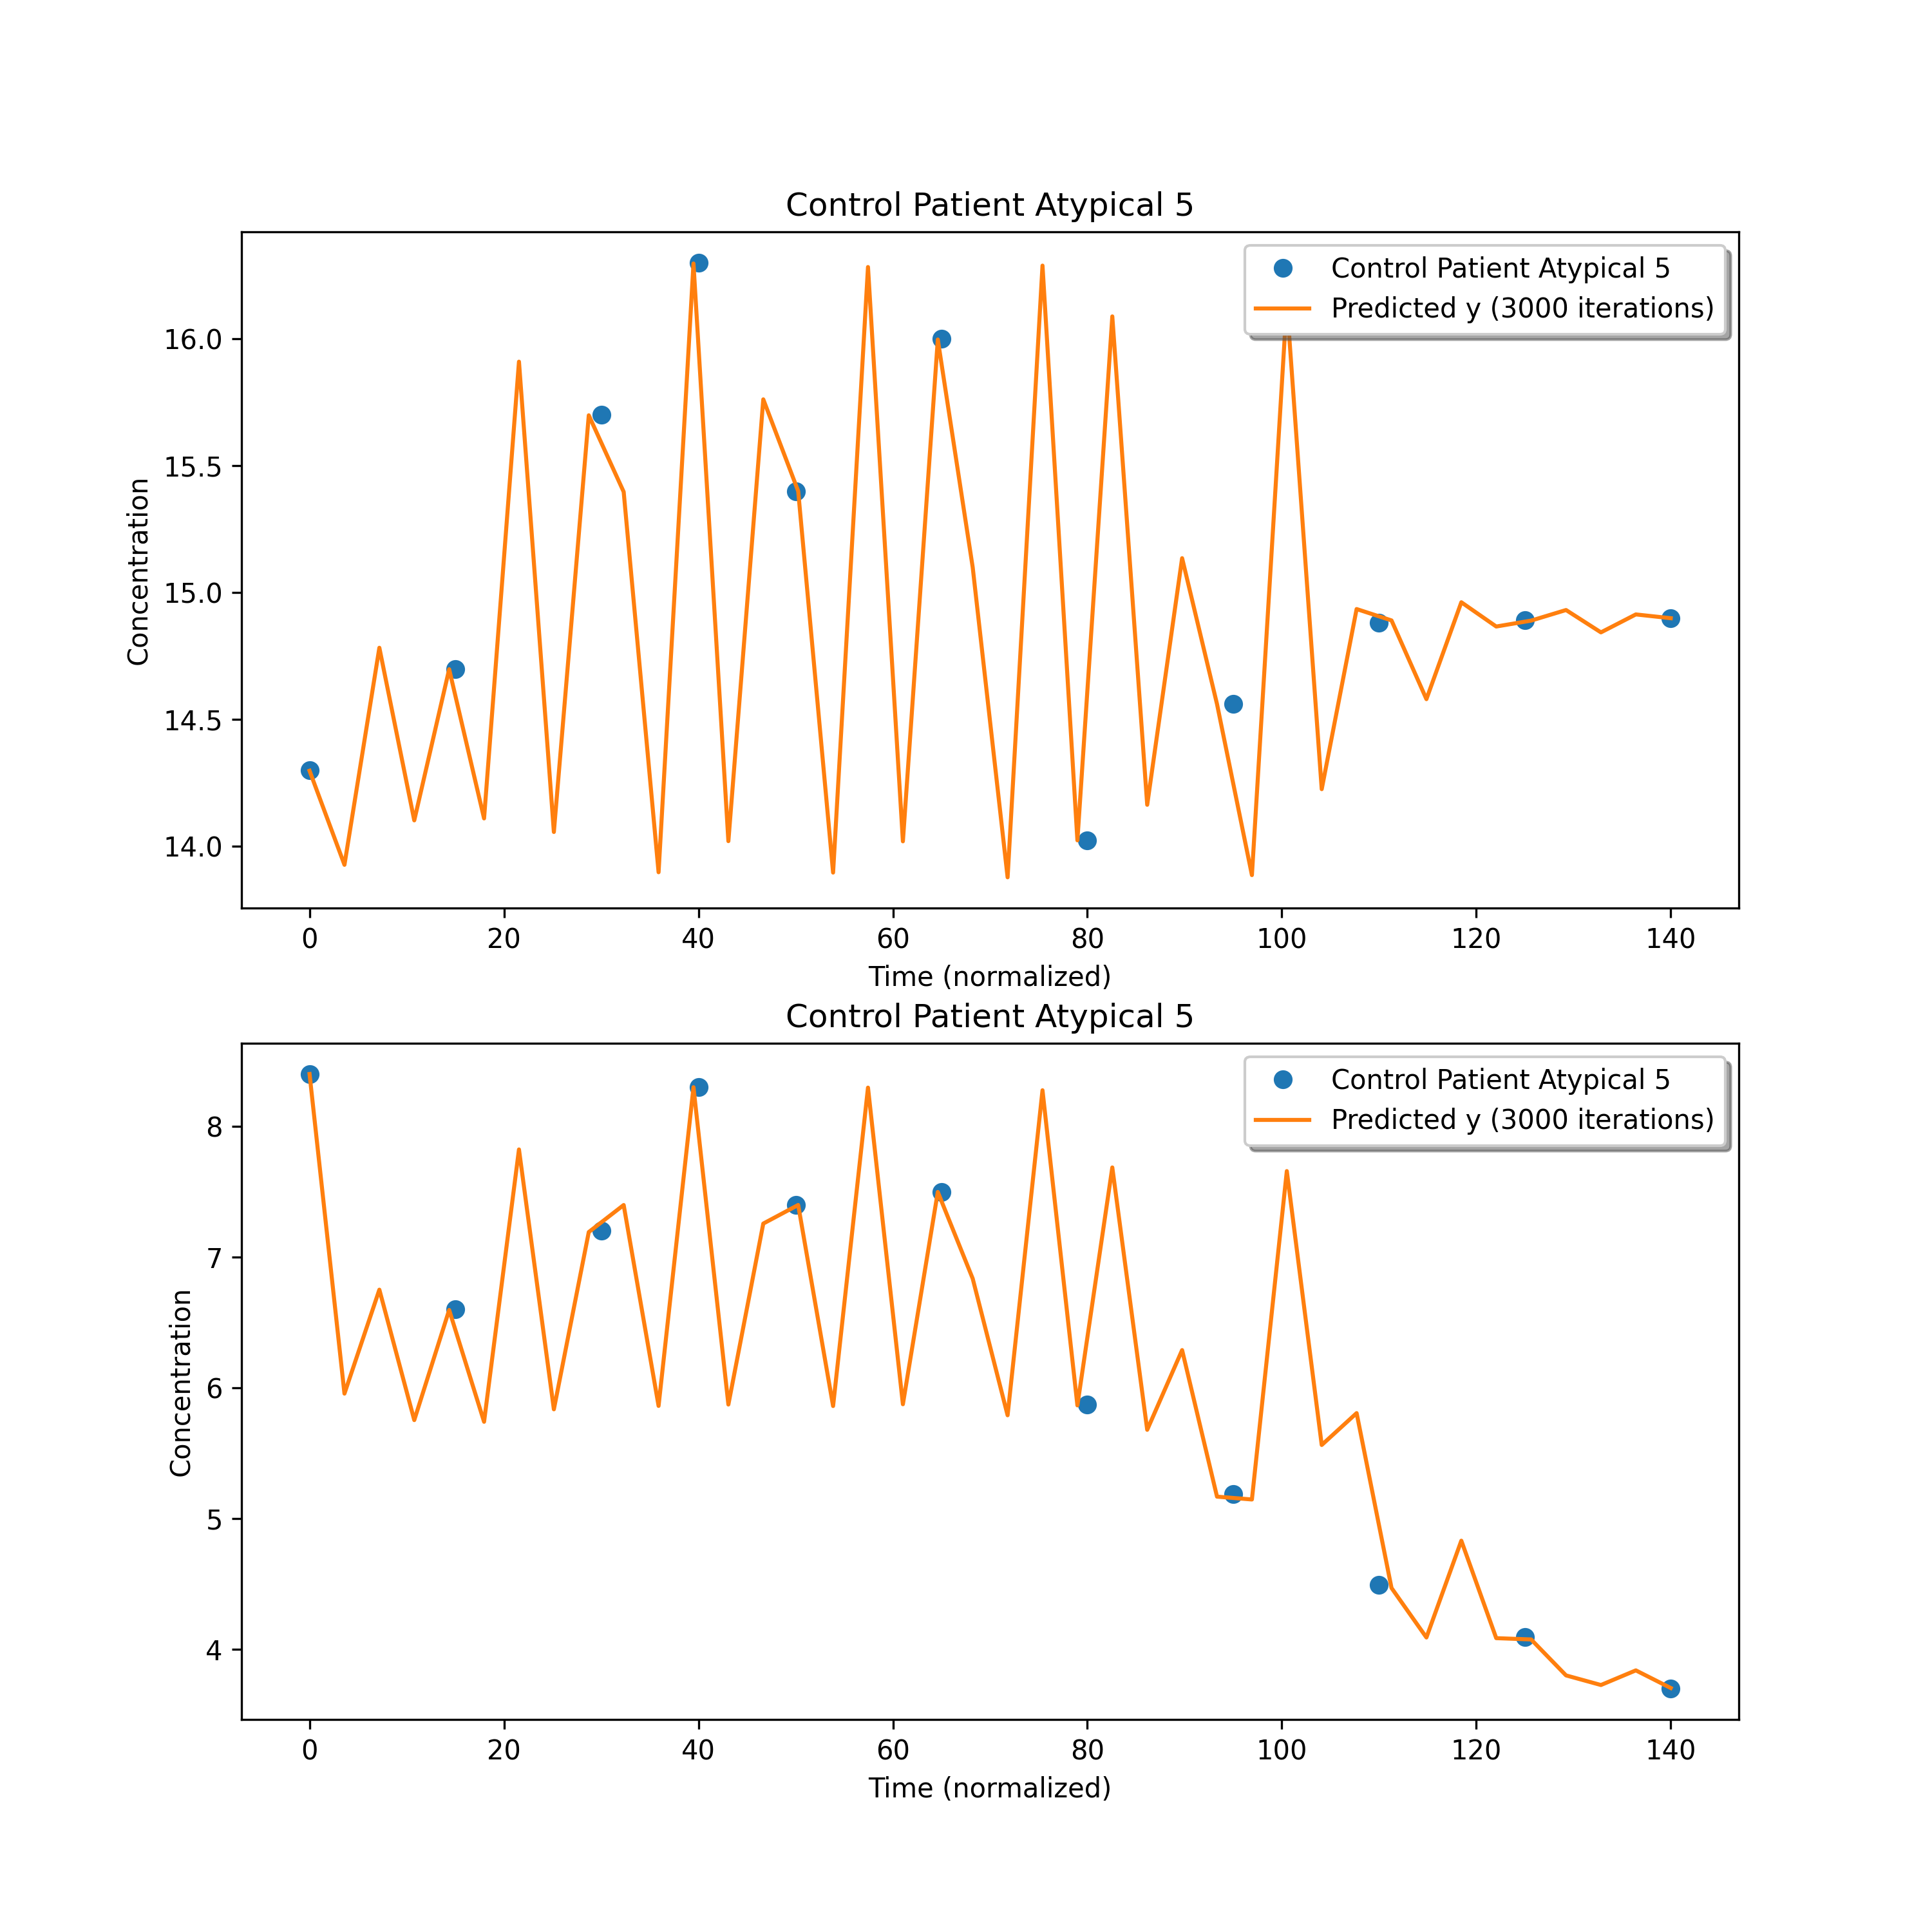 Control Patient Atypical 5
Control Patient Atypical 5
Predicted y (3000 iterations)
Concentration
16.0
15.5
15.0
14.5
14.0
0 20 40 60 80 100 120 140
Time (normalized)
Control Patient Atypical 5
Control Patient Atypical 5
Predicted y (3000 iterations)
Concentration
8
7
6
5
4
0 20 40 60 80 100 120 140
Time (normalized)